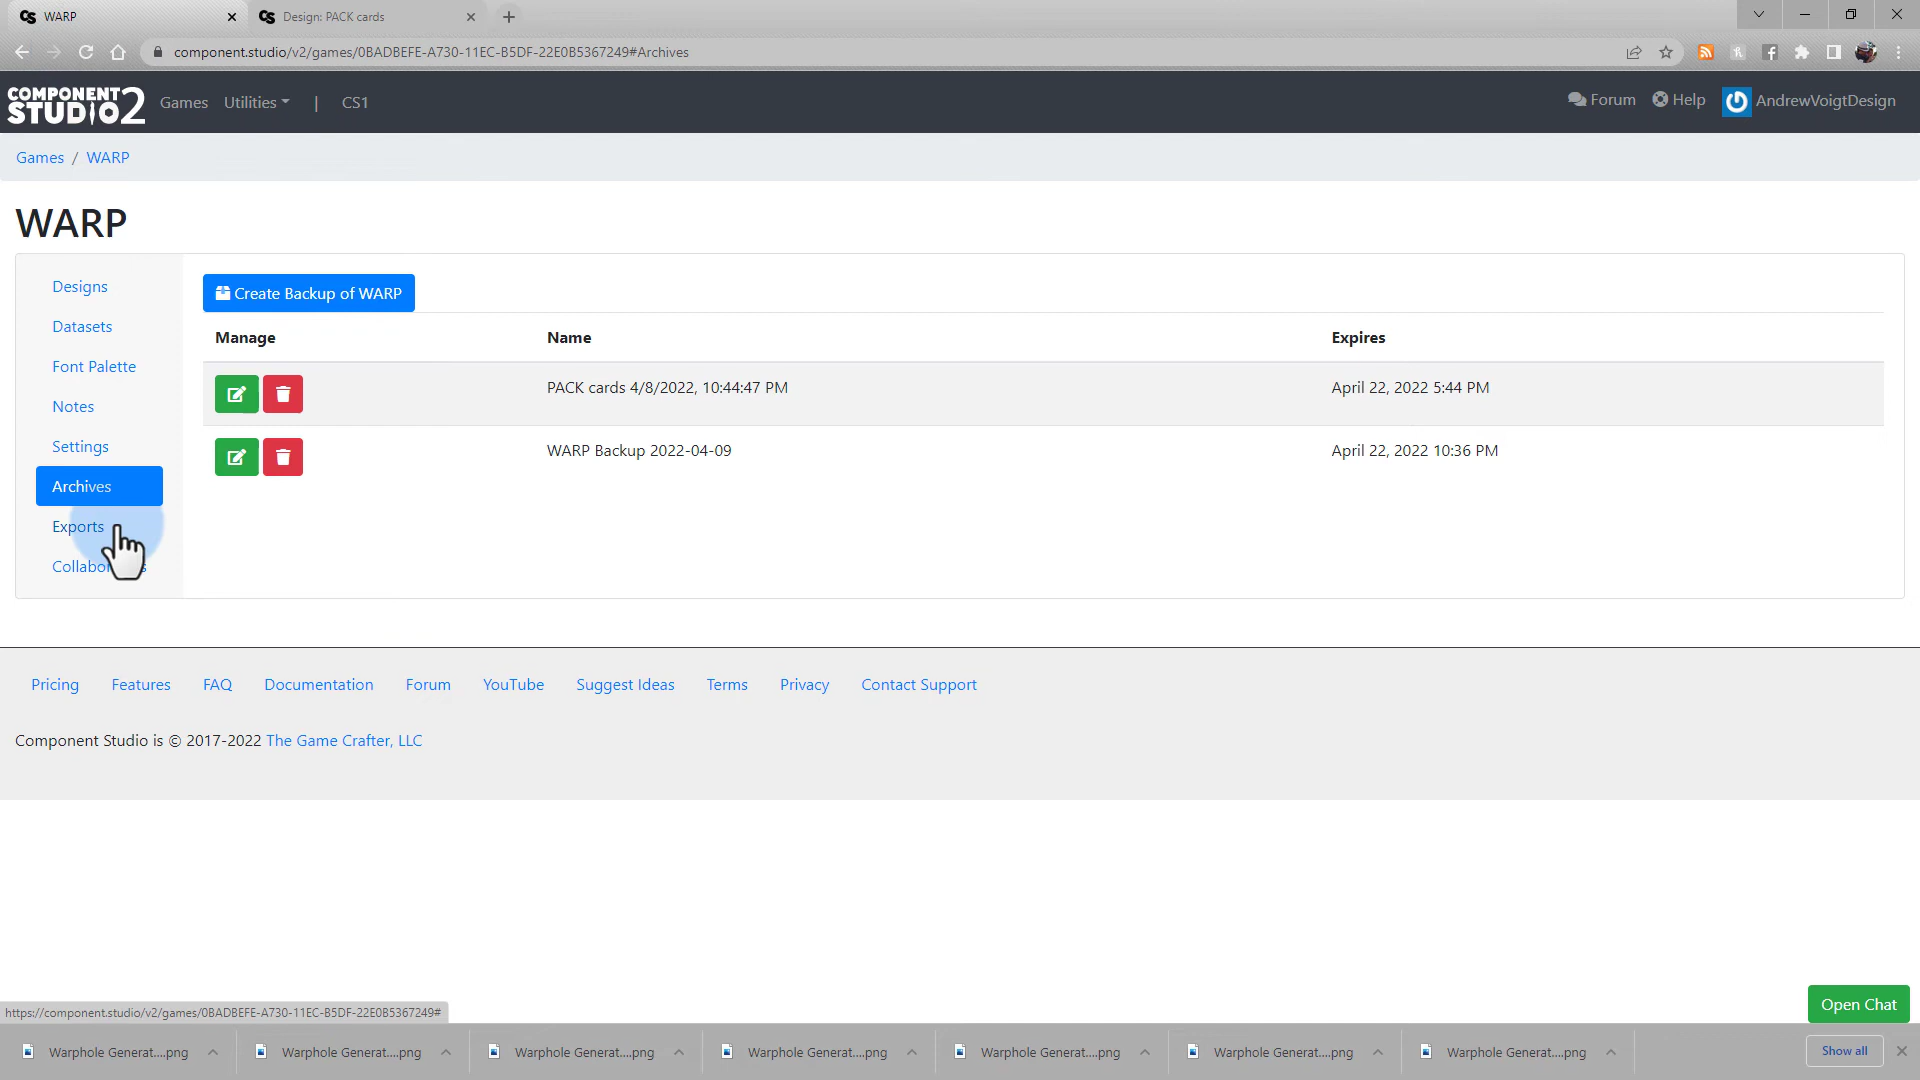 WARP
Design: PACK cards
component.studio/v2/games/0BADBEFE-A730-11EC-B5DF-22E0B5367249#Archives
COMPONENT
STUDIO2
Games
Utilities
|
CS1
Forum
Help
AndrewVoigtDesign
Games / WARP
WARP
Designs
Datasets
Font Palette
Notes
Settings
Archives
Exports
Create Backup of WARP
Manage
Name
Expires
PACK cards 4/8/2022, 10:44:47 PM
April 22, 2022 5:44 PM
WARP Backup 2022-04-09
April 22, 2022 10:36 PM
Pricing
Features
FAQ
Documentation
Forum
YouTube
Suggest Ideas
Terms
Privacy
Contact Support
Component Studio is © 2017-2022 The Game Crafter, LLC
Open Chat
https://component.studio/v2/games/0BADBEFE-A730-11EC-B5DF-22E0B5367249#
Warphole Generat....png
Warphole Generat....png
Warphole Generat....png
Warphole Generat....png
Warphole Generat....png
Warphole Generat....png
Warphole Generat....png
Show all